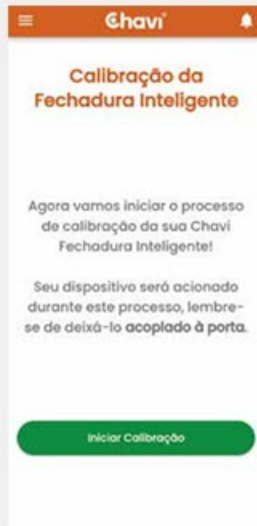 Chavi
Calibração da
Fechadura Inteligente
Agora vamos iniciar o processo
de calibração da sua Chavi
Fechadura Inteligente!
Seu dispositivo será acionado
durante este processo, lembre-
se de deixá-lo acoplado à porta.
Iniciar Calibração